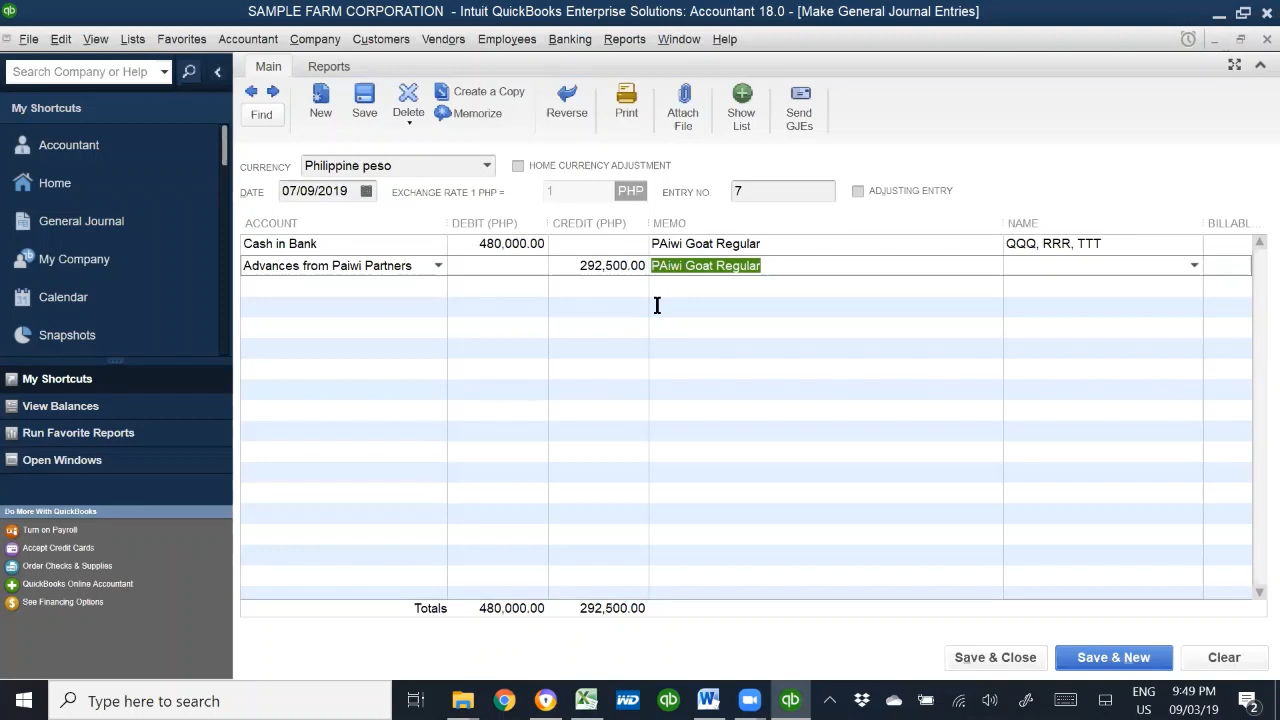 SAMPLE FARM CORPORATION - Intuit QuickBooks Enterprise Solutions: Accountant 18.0 - [Make General Journal Entries]
File Edit View Lists Favorites Accountant Company Customers Vendors Employees Banking Reports Window Help
Search Company or Help
My Shortcuts
Accountant
Home
General Journal
My Company
Calendar
Snapshots
My Shortcuts
View Balances
Run Favorite Reports
Open Windows
Do More With QuickBooks
Turn on Payroll
Accept Credit Cards
Order Checks & Supplies
QuickBooks Online Accountant
See Financing Options
Main Reports
Find
New
Save
Delete
Create a Copy
Memorize
Reverse
Print
Attach
File
Show
List
Send
GJEs
CURRENCY Philippine peso HOME CURRENCY ADJUSTMENT
DATE 07/09/2019 EXCHANGE RATE 1 PHP = 1 PHP ENTRY NO. 7 ADJUSTING ENTRY
ACCOUNT DEBIT (PHP) CREDIT (PHP) MEMO NAME BILLABL...
Cash in Bank 480,000.00 PAiwi Goat Regular QQQ, RRR, TTT
Advances from Paiwi Partners 292,500.00 PAiwi Goat Regular
Totals 480,000.00 292,500.00
Save & Close Save & New Clear
Type here to search
ENG
US
9:49 PM
09/03/19
2